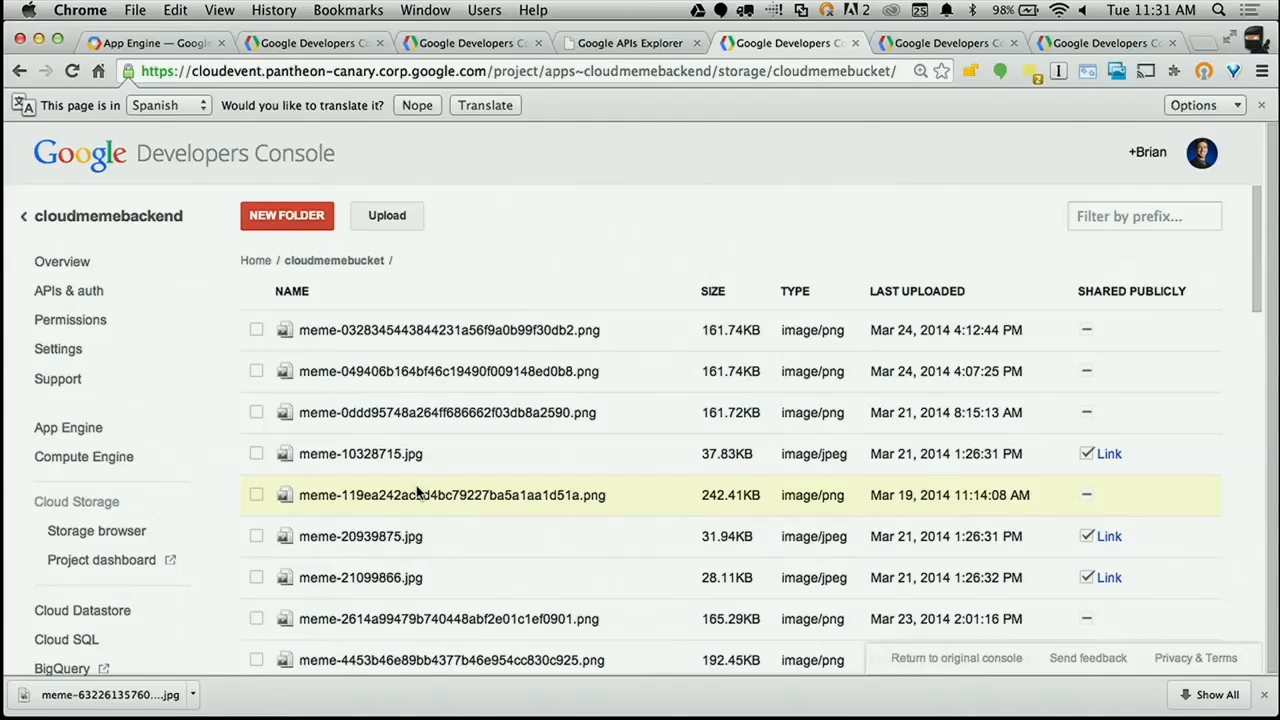 Chrome File Edit View History Bookmarks Window Users Help 2 25 98% Tue 11:31 AM
App Engine — Google Google Developers Co Google Developers Co Google APIs Explorer Google Developers Co Google Developers Co Google Developers Co
https://cloudevent.pantheon-canary.corp.google.com/project/apps~cloudmemebackend/storage/cloudmemebucket/
This page is in Spanish Would you like to translate it? Nope Translate Options
Google Developers Console +Brian
cloudmemebackend NEW FOLDER Upload Filter by prefix...
Home / cloudmemebucket /
Overview
APIs & auth
Permissions
Settings
Support
App Engine
Compute Engine
Cloud Storage
Storage browser
Project dashboard
Cloud Datastore
Cloud SQL
BigQuery
NAME SIZE TYPE LAST UPLOADED SHARED PUBLICLY
meme-0328345443844231a56f9a0b99f30db2.png 161.74KB image/png Mar 24, 2014 4:12:44 PM —
meme-049406b164bf46c19490f009148ed0b8.png 161.74KB image/png Mar 24, 2014 4:07:25 PM —
meme-0ddd95748a264ff686662f03db8a2590.png 161.72KB image/png Mar 21, 2014 8:15:13 AM —
meme-10328715.jpg 37.83KB image/jpeg Mar 21, 2014 1:26:31 PM Link
242.41KB image/png Mar 19, 2014 11:14:08 AM —
meme-20939875.jpg 31.94KB image/jpeg Mar 21, 2014 1:26:31 PM Link
meme-21099866.jpg 28.11KB image/jpeg Mar 21, 2014 1:26:32 PM Link
meme-2614a99479b740448abf2e01c1ef0901.png 165.29KB image/png Mar 23, 2014 2:01:16 PM —
meme-4453b46e89bb4377b46e954cc830c925.png 192.45KB image/png
Return to original console Send feedback Privacy & Terms
meme-63226135760....jpg Show All